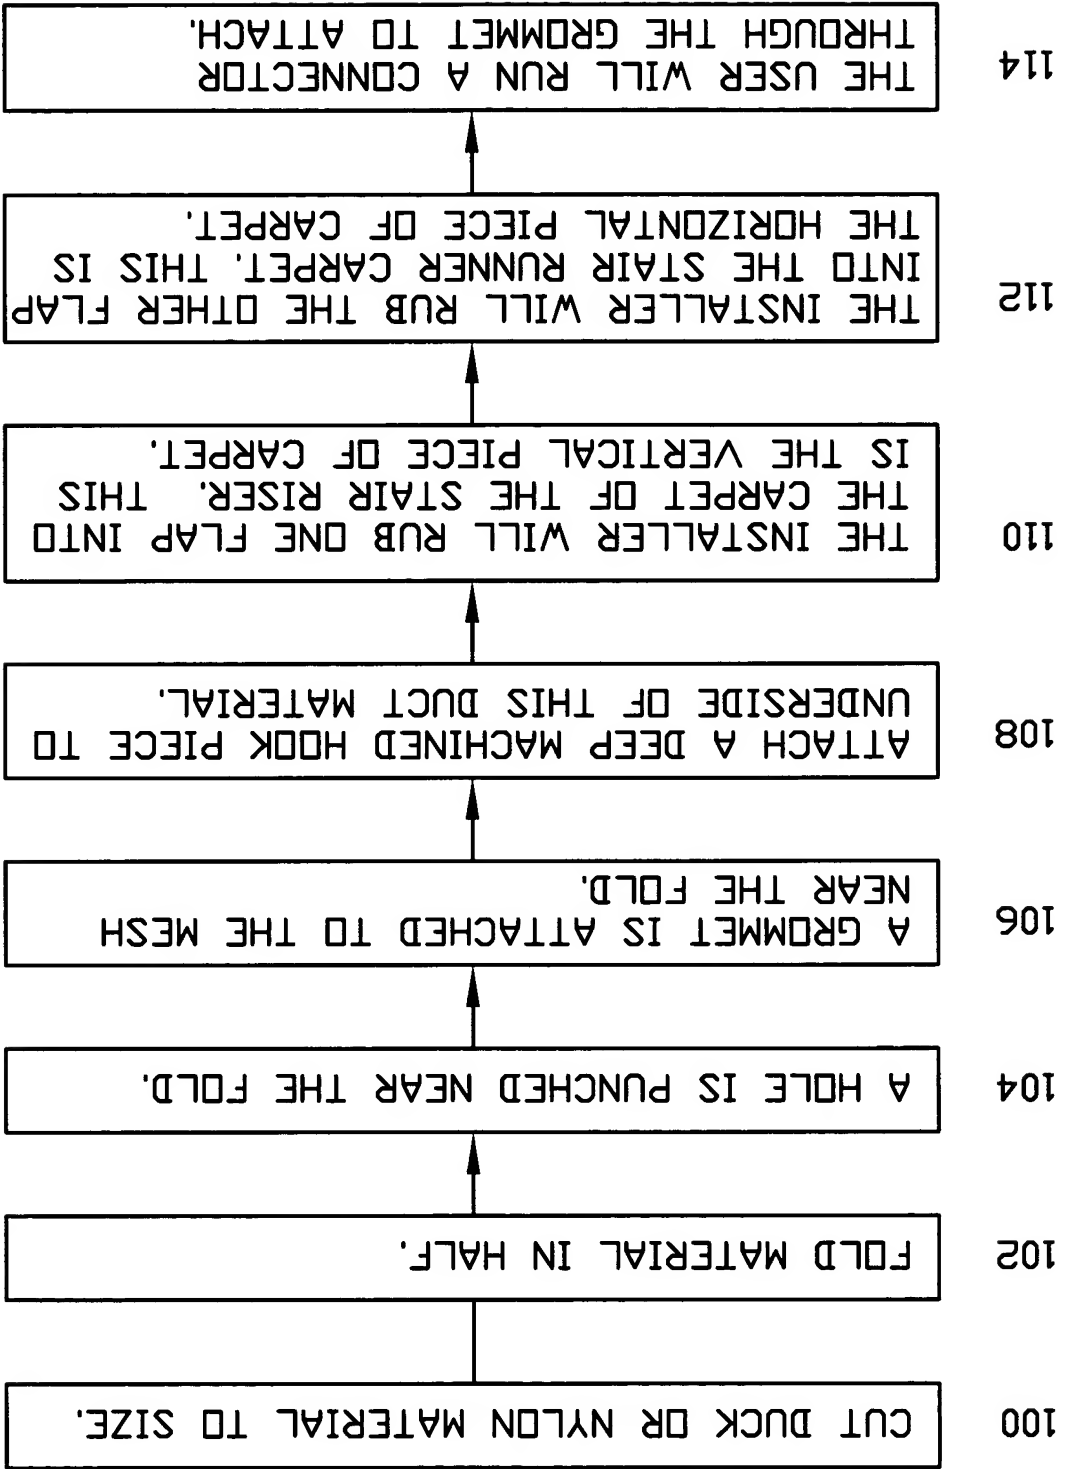 100
CUT DUCK OR NYLON MATERIAL TO SIZE.
102
FOLD MATERIAL IN HALF.
104
A HOLE IS PUNCHED NEAR THE FOLD.
106
A GROMMET IS ATTACHED TO THE MESH
NEAR THE FOLD.
108
ATTACH A DEEP MACHINED HOOK PIECE TO
UNDERSIDE OF THIS DUCT MATERIAL.
110
THE INSTALLER WILL RUB ONE FLAP INTO
THE CARPET OF THE STAIR RISER. THIS
IS THE VERTICAL PIECE OF CARPET.
112
THE INSTALLER WILL RUB THE OTHER FLAP
INTO THE STAIR RUNNER CARPET. THIS IS
THE HORIZONTAL PIECE OF CARPET.
114
THE USER WILL RUN A CONNECTOR
THROUGH THE GROMMET TO ATTACH.